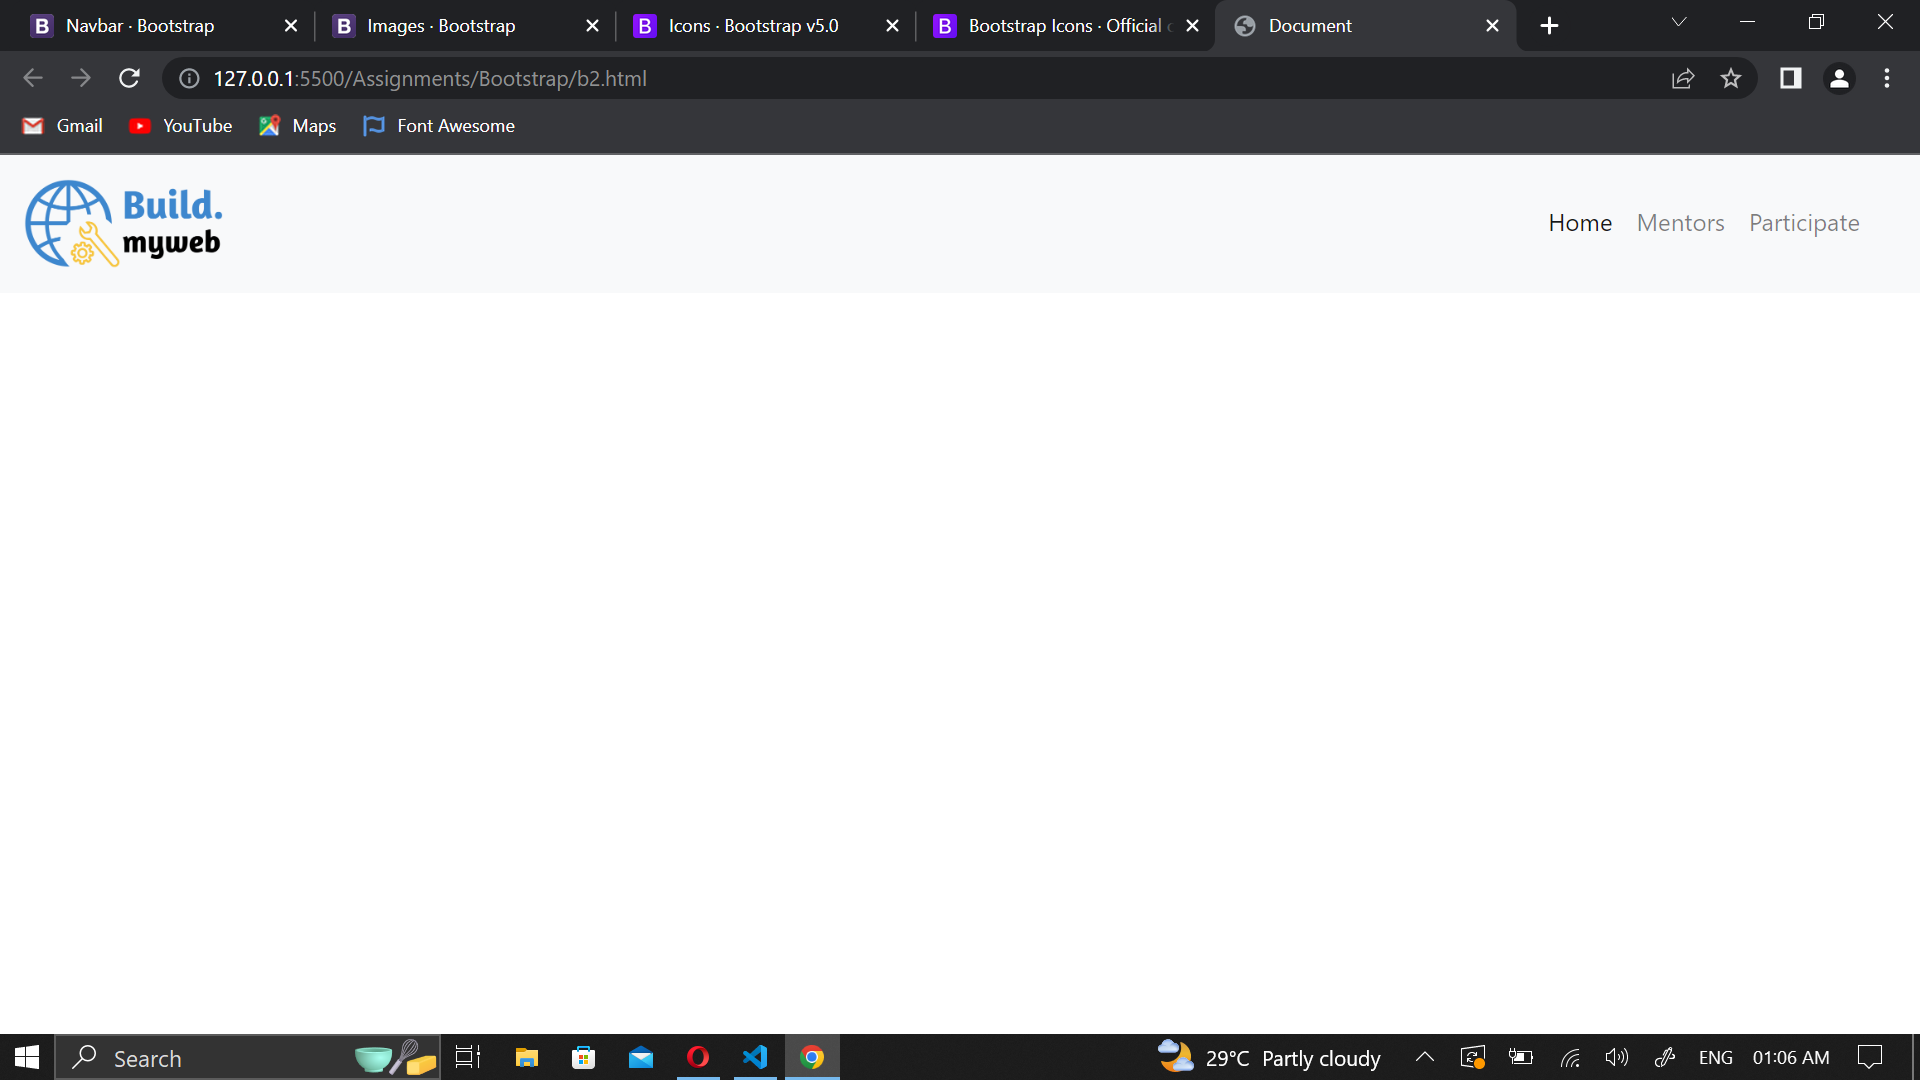 Navbar · Bootstrap
Images · Bootstrap
Icons · Bootstrap v5.0
Bootstrap Icons · Official
Document
127.0.0.1:5500/Assignments/Bootstrap/b2.html
Gmail
YouTube
Maps
Font Awesome
Build.
myweb
Home Mentors Participate
Search
29°C Partly cloudy
ENG
01:06 AM